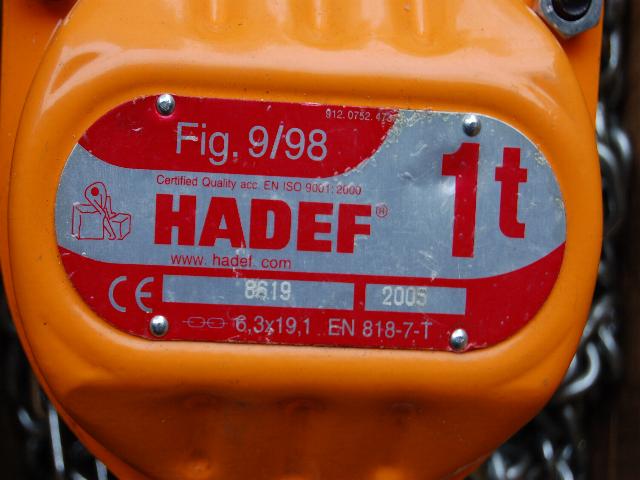 912.0752.473
Fig. 9/98
1t
Certified Quality acc. EN ISO 9001:2000
HADEF®
www.hadef.com
CE 8619 2005
6,3x19,1 EN 818-7-T